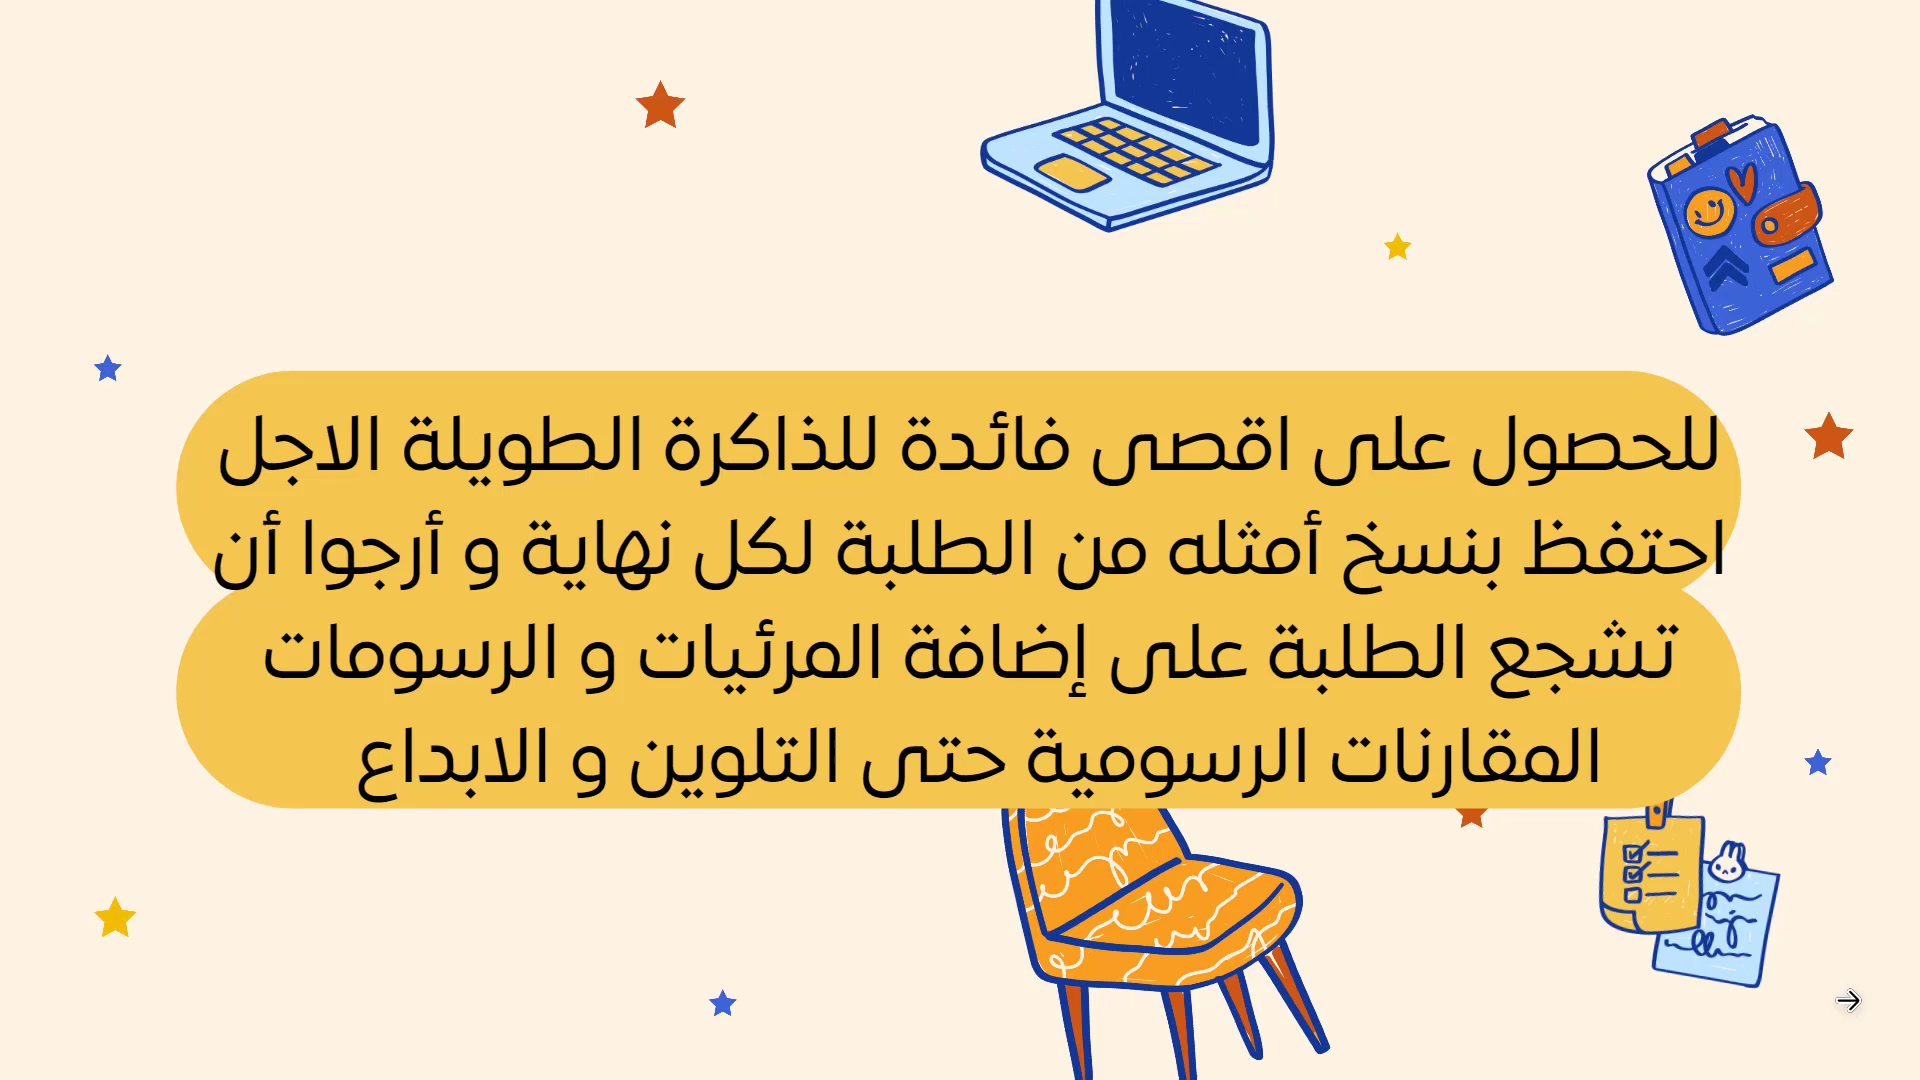 للحصول على اقصى فائدة للذاكرة الطويلة الاجل
احتفظ بنسخ أمثله من الطلبة لكل نهاية و أرجوا أن
تشجع الطلبة على إضافة المرئيات و الرسومات
المقارنات الرسومية حتى التلوين و الابداع